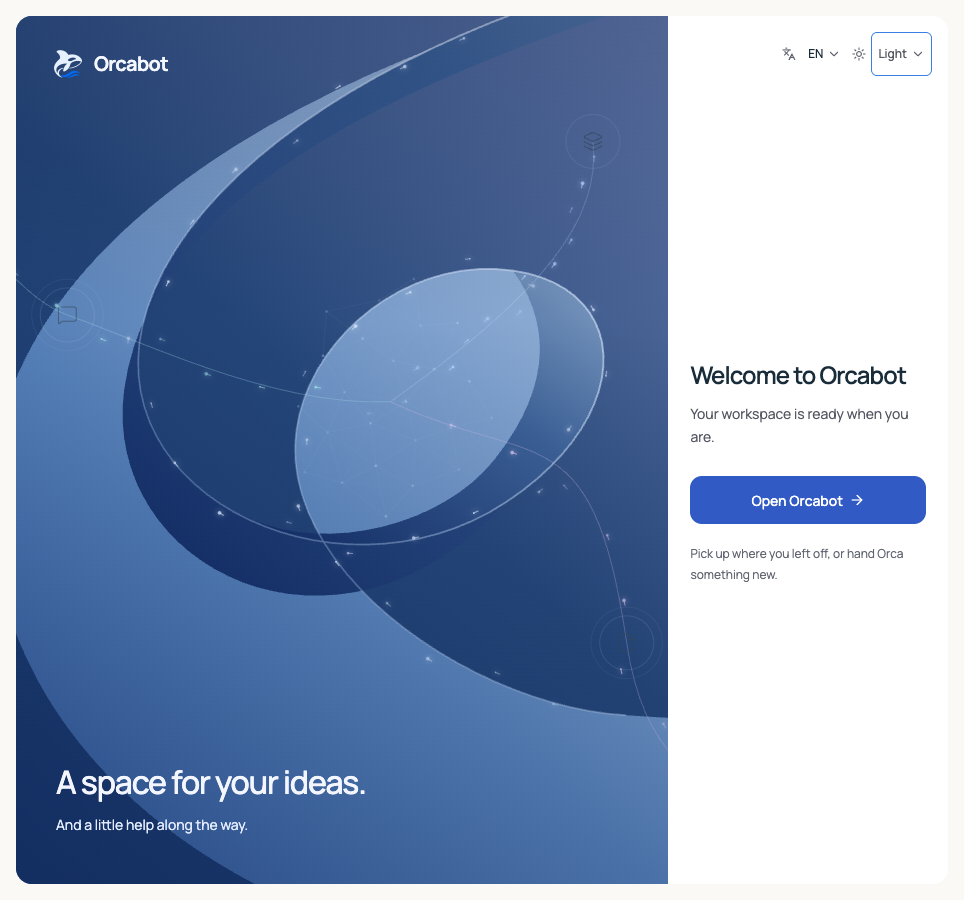 Orcabot
EN
Light
Welcome to Orcabot
Your workspace is ready when you
are.
Open Orcabot
Pick up where you left off, or hand Orca
something new.
A space for your ideas.
And a little help along the way.